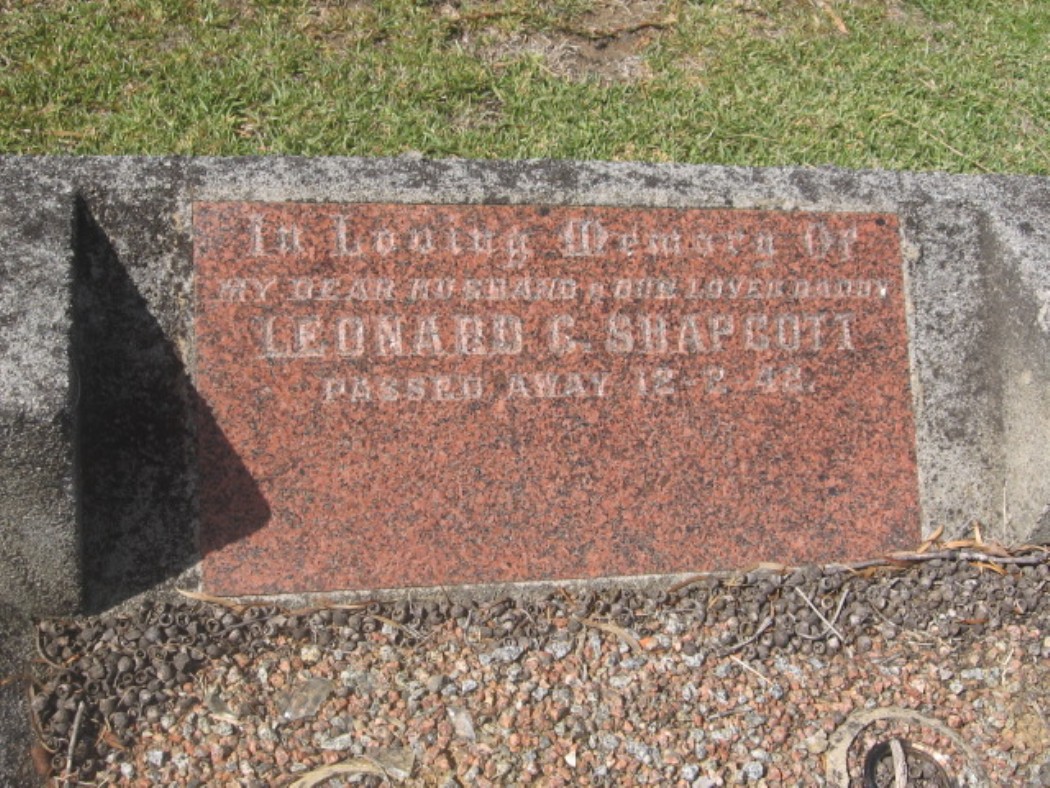 In Loving Memory Of
MY DEAR HUSBAND & OUR LOVED DADDY
LEONARD G. SHAPCOTT
PASSED AWAY 12-2-48.